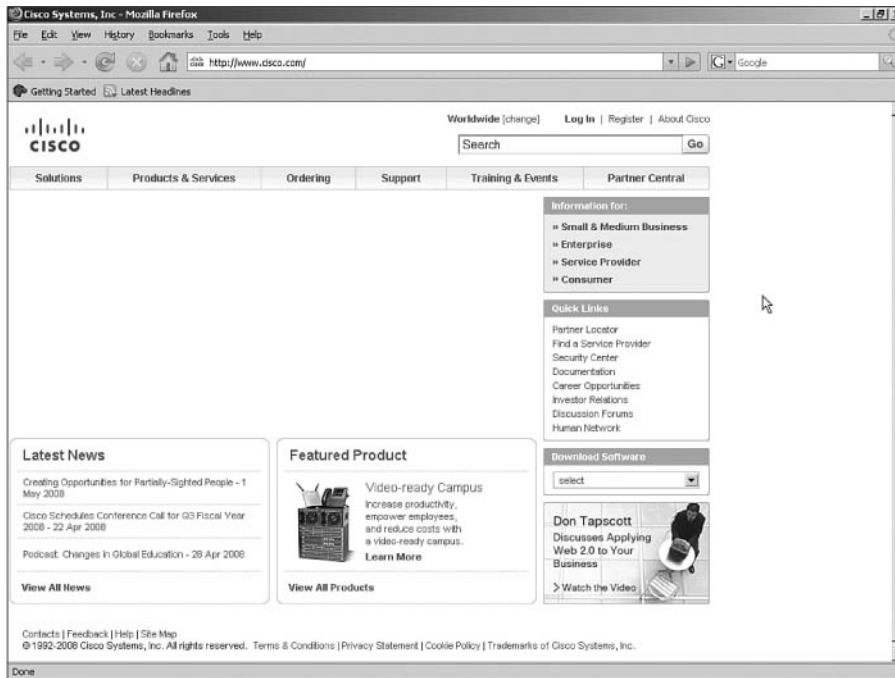 Cisco Systems, Inc - Mozilla Firefox
File Edit View History Bookmarks Tools Help
http://www.cisco.com/
Google
Getting Started Latest Headlines
CISCO
Worldwide [change] Log In | Register | About Cisco
Search Go
Solutions Products & Services Ordering Support Training & Events Partner Central
Information for:
» Small & Medium Business
» Enterprise
» Service Provider
» Consumer
Quick Links
Partner Locator
Find a Service Provider
Security Center
Documentation
Career Opportunities
Investor Relations
Discussion Forums
Human Network
Latest News
Creating Opportunities for Partially-Sighted People - 1
May 2008
Cisco Schedules Conference Call for Q3 Fiscal Year
2008 - 22 Apr 2008
Podcast: Changes in Global Education - 28 Apr 2008
View All News
Featured Product
Video-ready Campus
Increase productivity,
empower employees,
and reduce costs with
a video-ready campus.
Learn More
View All Products
Download Software
select
Don Tapscott
Discusses Applying
Web 2.0 to Your
Business
> Watch the Video
Contacts | Feedback | Help | Site Map
© 1992-2008 Cisco Systems, Inc. All rights reserved. Terms & Conditions | Privacy Statement | Cookie Policy | Trademarks of Cisco Systems, Inc.
Done